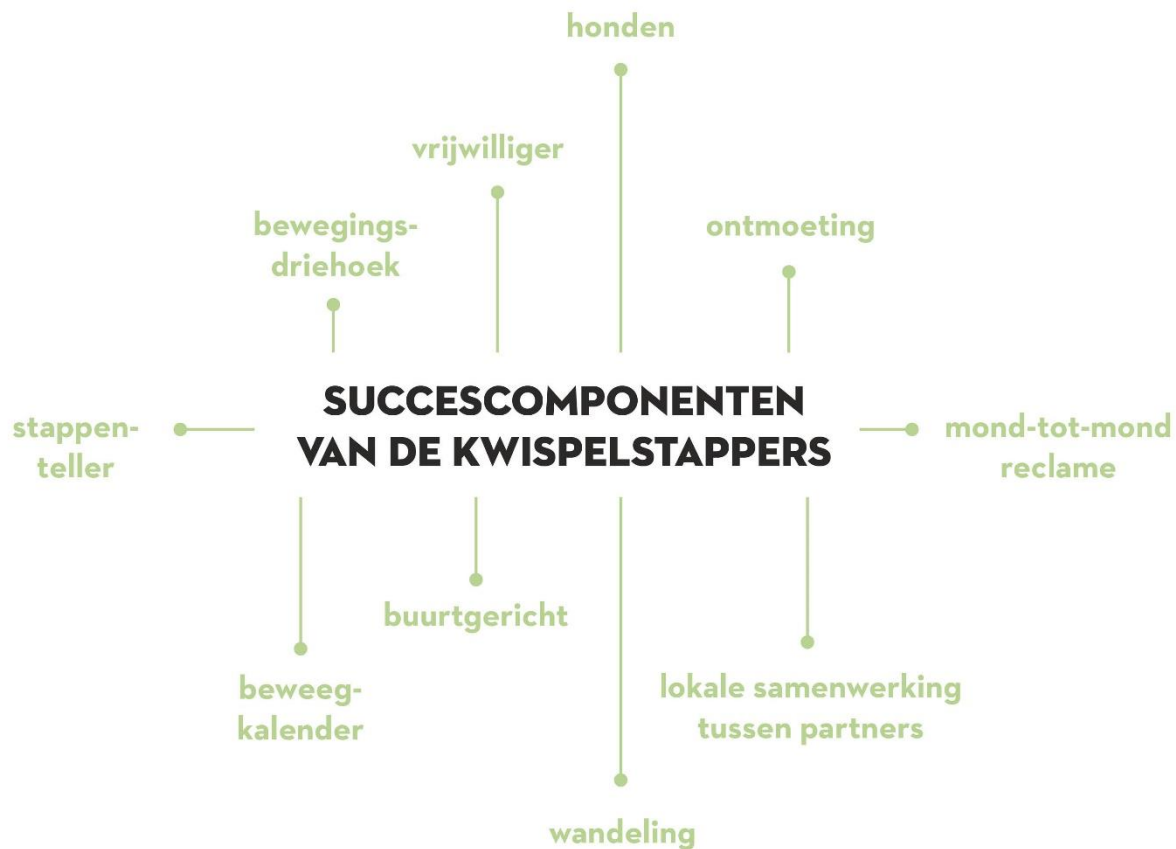 honden
vrijwilliger
bewegings-
driehoek
ontmoeting
SUCCESCOMPONENTEN
VAN DE KWISPELSTAPPERS
stappen-
teller
mond-tot-mond
reclame
buurtgericht
beweeg-
kalender
lokale samenwerking
tussen partners
wandeling